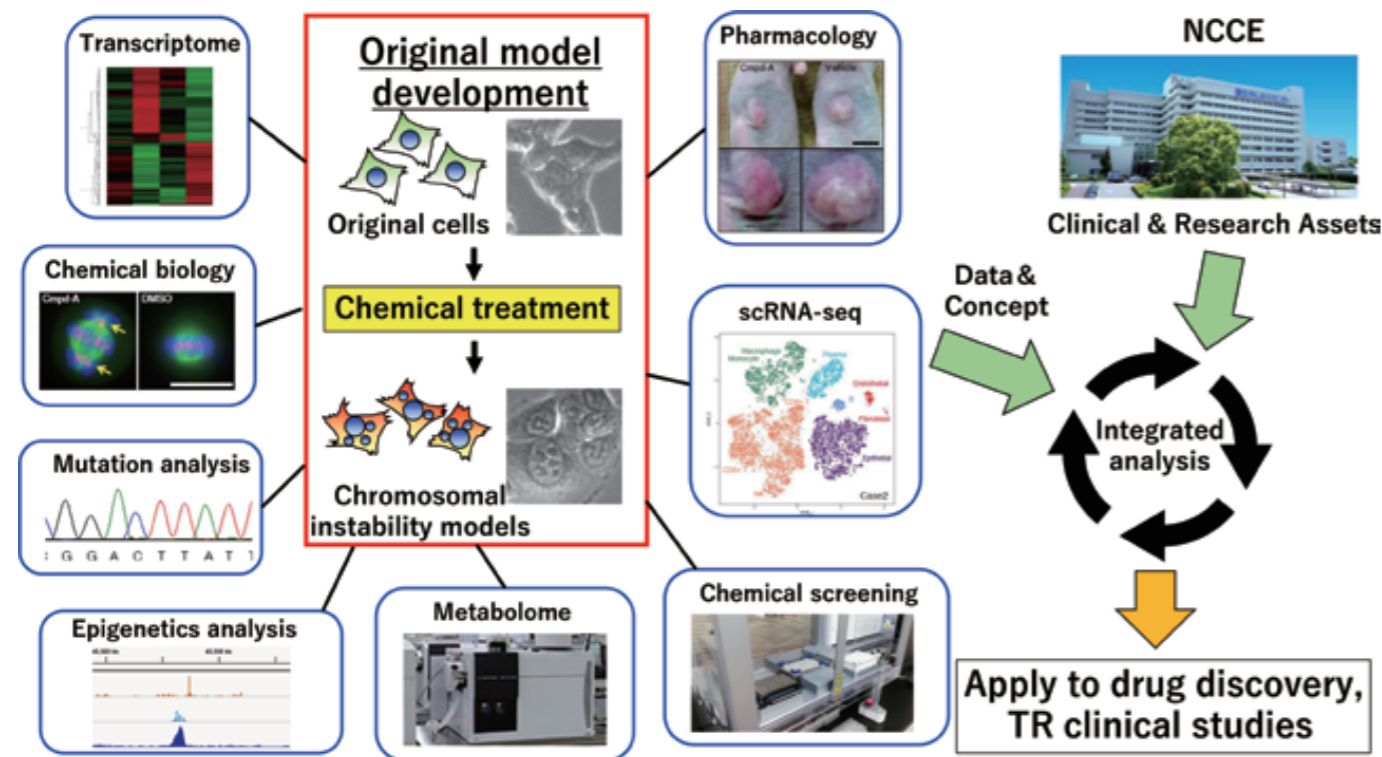 Transcriptome
Original model
development
Original cells
Chemical treatment
Chromosomal
instability models
Pharmacology
Cmpd-A
Vehicle
NCCE
Clinical & Research Assets
Chemical biology
Cmpd-A
DMSO
Data &
Concept
scRNA-seq
Macrophage
Monocyte
Plasma
Endothelial
Fibroblast
Epithelial
Case2
Integrated
analysis
Mutation analysis
G G A C T T A T
Epigenetics analysis
Metabolome
Chemical screening
Apply to drug discovery,
TR clinical studies